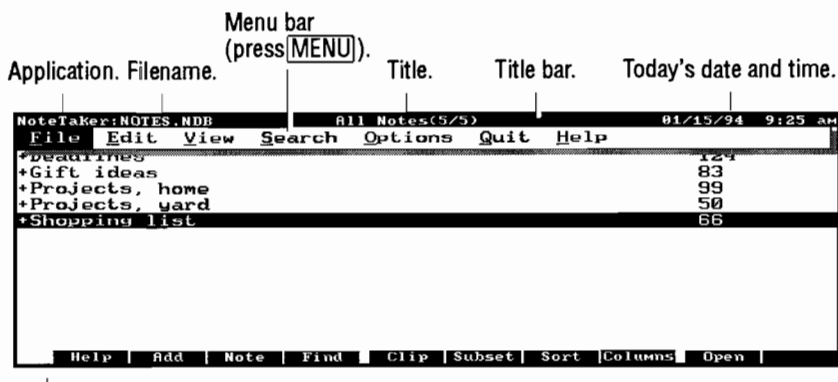 Menu bar
(press MENU).
Application. Filename. Title. Title bar. Today's date and time.
NoteTaker:NOTES.NDB All Notes(5/5) 01/15/94 9:25 AM
File Edit View Search Options Quit Help
+Deadlines 124
+Gift ideas 83
+Projects, home 99
+Projects, yard 50
+Shopping list 66
Help Add Note Find Clip Subset Sort Columns Open